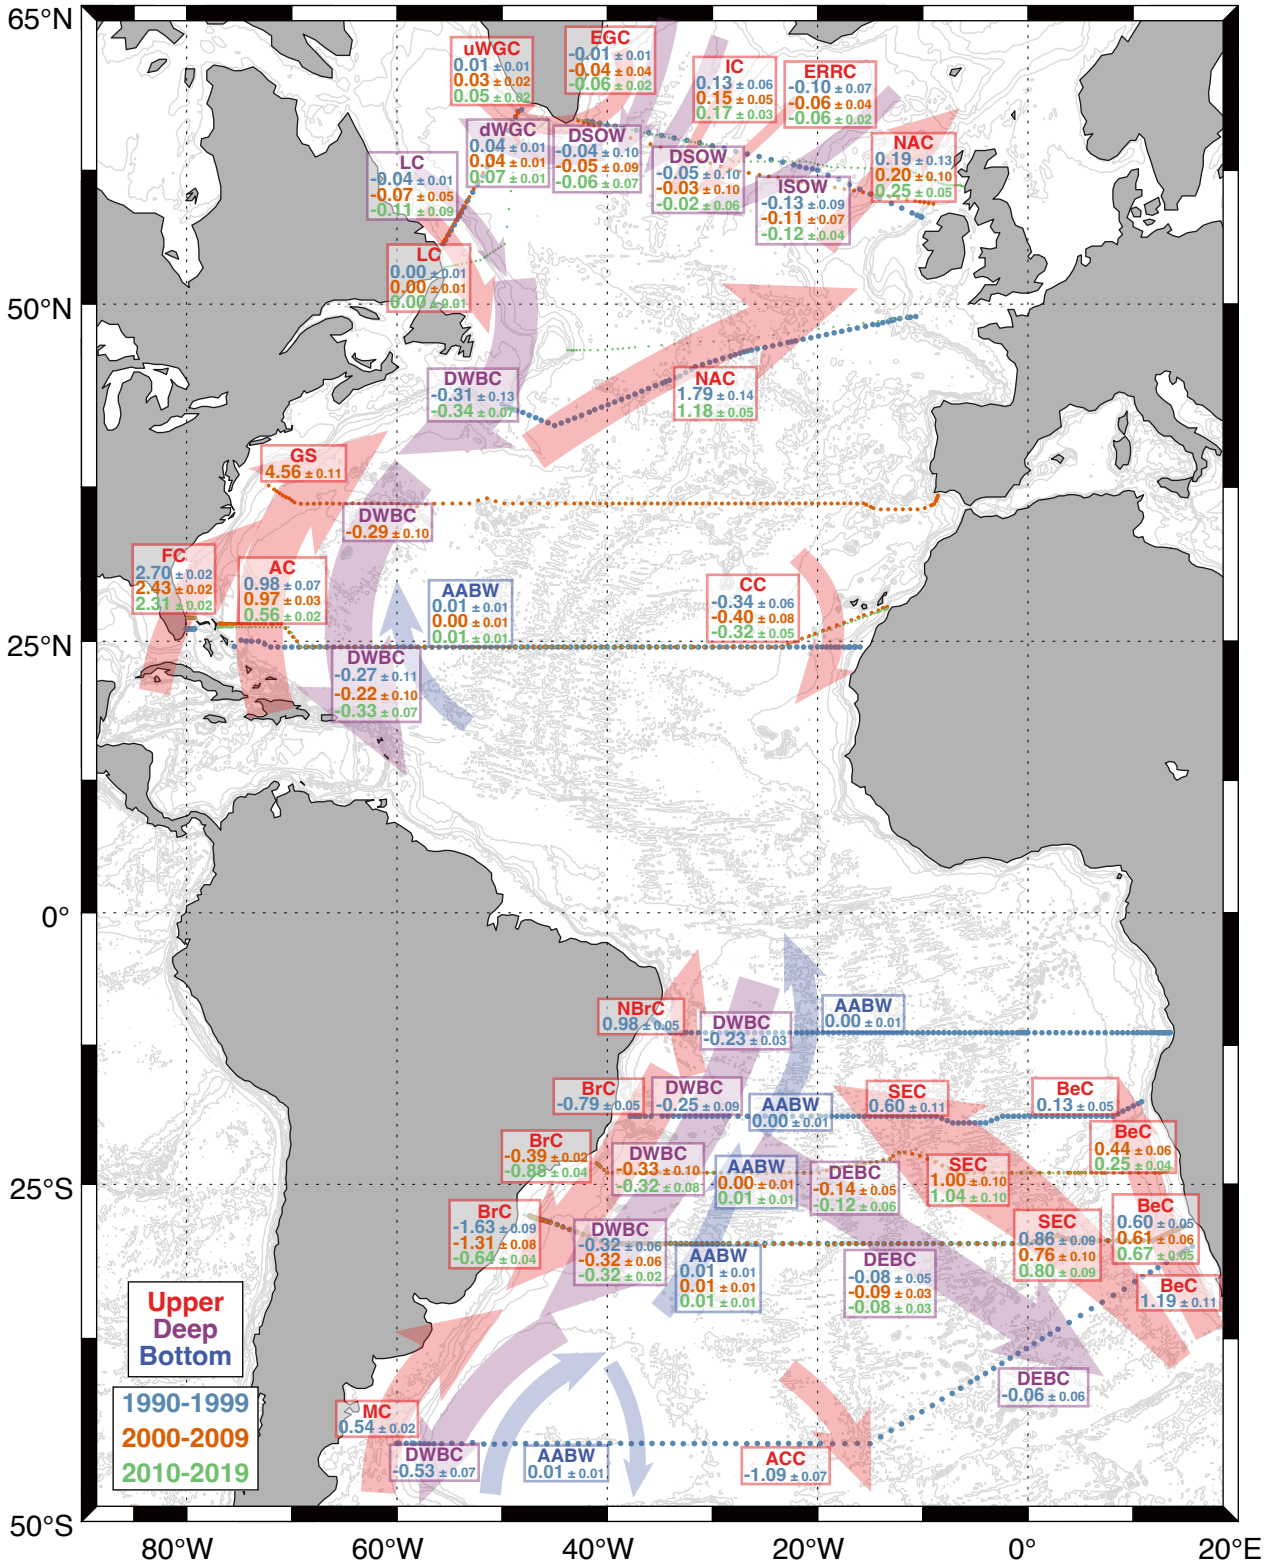 65°N
50°N
25°N
0°
25°S
50°S
80°W
60°W
40°W
20°W
0°
20°E
uWGC
0.01 ± 0.01
0.03 ± 0.02
0.05 ± 0.02
EGC
-0.01 ± 0.01
-0.04 ± 0.04
-0.06 ± 0.02
IC
0.13 ± 0.06
0.15 ± 0.05
0.17 ± 0.03
ERRC
-0.10 ± 0.07
-0.06 ± 0.04
-0.06 ± 0.02
NAC
0.19 ± 0.13
0.20 ± 0.10
0.25 ± 0.05
LC
-0.04 ± 0.01
-0.07 ± 0.05
-0.11 ± 0.09
dWGC
0.04 ± 0.01
0.04 ± 0.01
0.07 ± 0.01
DSOW
-0.04 ± 0.10
-0.05 ± 0.09
-0.06 ± 0.07
DSOW
-0.05 ± 0.10
-0.03 ± 0.10
-0.02 ± 0.06
ISOW
-0.13 ± 0.09
-0.11 ± 0.07
-0.12 ± 0.04
LC
0.00 ± 0.01
0.00 ± 0.01
0.00 ± 0.01
DWBC
-0.31 ± 0.13
-0.34 ± 0.07
NAC
1.79 ± 0.14
1.18 ± 0.05
GS
4.56 ± 0.11
DWBC
-0.29 ± 0.10
FC
2.70 ± 0.02
2.43 ± 0.02
2.31 ± 0.02
AC
0.98 ± 0.07
0.97 ± 0.03
0.56 ± 0.02
AABW
0.01 ± 0.01
0.00 ± 0.01
0.01 ± 0.01
CC
-0.34 ± 0.06
-0.40 ± 0.08
-0.32 ± 0.05
DWBC
-0.27 ± 0.11
-0.22 ± 0.10
-0.33 ± 0.07
NBrC
0.98 ± 0.05
DWBC
-0.23 ± 0.03
AABW
0.00 ± 0.01
BrC
-0.79 ± 0.05
DWBC
-0.25 ± 0.09
AABW
0.00 ± 0.01
SEC
0.60 ± 0.11
BeC
0.13 ± 0.05
BrC
-0.39 ± 0.02
-0.88 ± 0.04
DWBC
-0.33 ± 0.10
-0.32 ± 0.08
AABW
0.00 ± 0.01
0.01 ± 0.01
DEBC
-0.14 ± 0.05
-0.12 ± 0.06
SEC
1.00 ± 0.10
1.04 ± 0.10
BeC
0.44 ± 0.06
0.25 ± 0.04
BrC
-1.63 ± 0.09
-1.31 ± 0.08
-0.64 ± 0.04
DWBC
-0.32 ± 0.06
-0.32 ± 0.06
-0.32 ± 0.02
AABW
0.01 ± 0.01
0.01 ± 0.01
0.01 ± 0.01
DEBC
-0.08 ± 0.05
-0.09 ± 0.03
-0.08 ± 0.03
SEC
0.86 ± 0.09
0.76 ± 0.10
0.80 ± 0.09
BeC
0.60 ± 0.05
0.61 ± 0.06
0.67 ± 0.05
BeC
1.19 ± 0.11
DEBC
-0.06 ± 0.06
MC
0.54 ± 0.02
DWBC
-0.53 ± 0.07
AABW
0.01 ± 0.01
ACC
-1.09 ± 0.07
Upper
Deep
Bottom
1990-1999
2000-2009
2010-2019